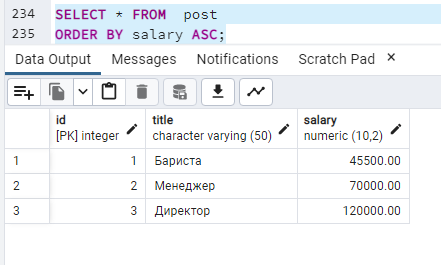 234 SELECT * FROM  post
235 ORDER BY salary ASC;
Data Output Messages Notifications Scratch Pad ×
id title salary
[PK] integer character varying (50) numeric (10,2)
1 1 Бариста 45500.00
2 2 Менеджер 70000.00
3 3 Директор 120000.00